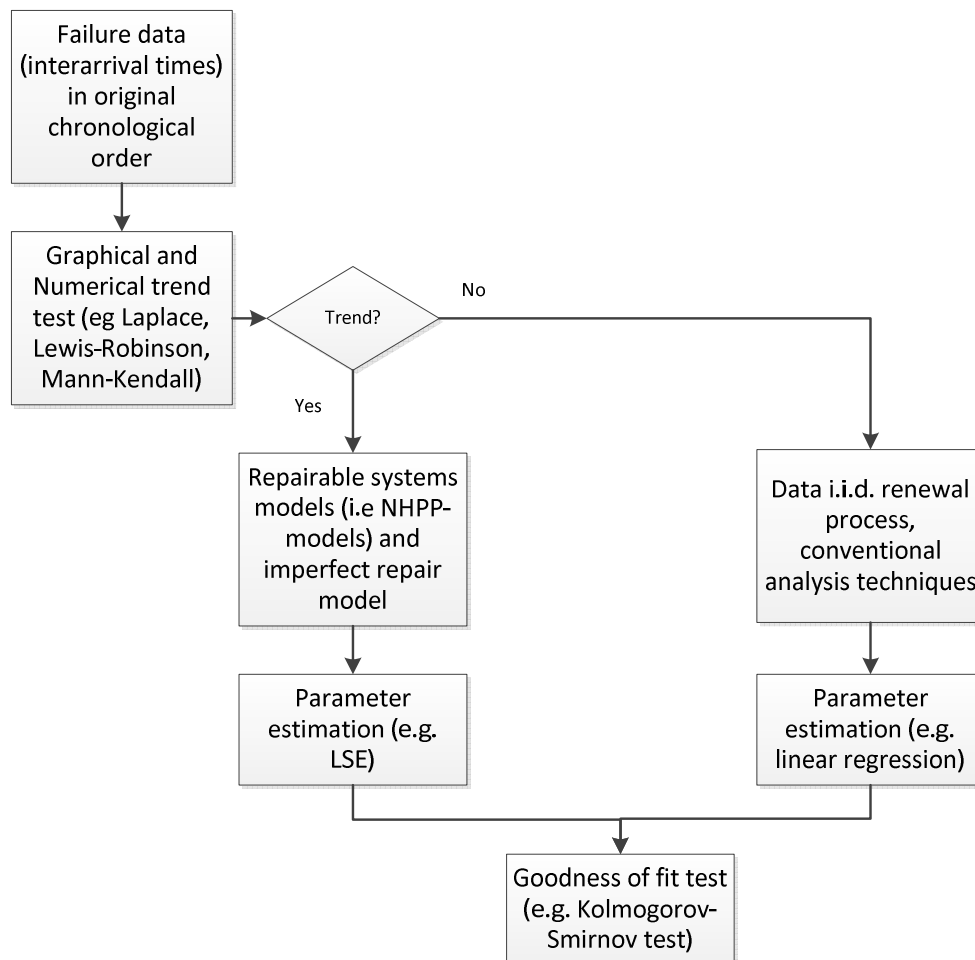 Failure data
(interarrival times)
in original
chronological
order
Graphical and
Numerical trend
test (eg Laplace,
Lewis-Robinson,
Mann-Kendall)
Trend?
No
Yes
Repairable systems
models (i.e NHPP-
models) and
imperfect repair
model
Data i.i.d. renewal
process,
conventional
analysis techniques
Parameter
estimation (e.g.
LSE)
Parameter
estimation (e.g.
linear regression)
Goodness of fit test
(e.g. Kolmogorov-
Smirnov test)